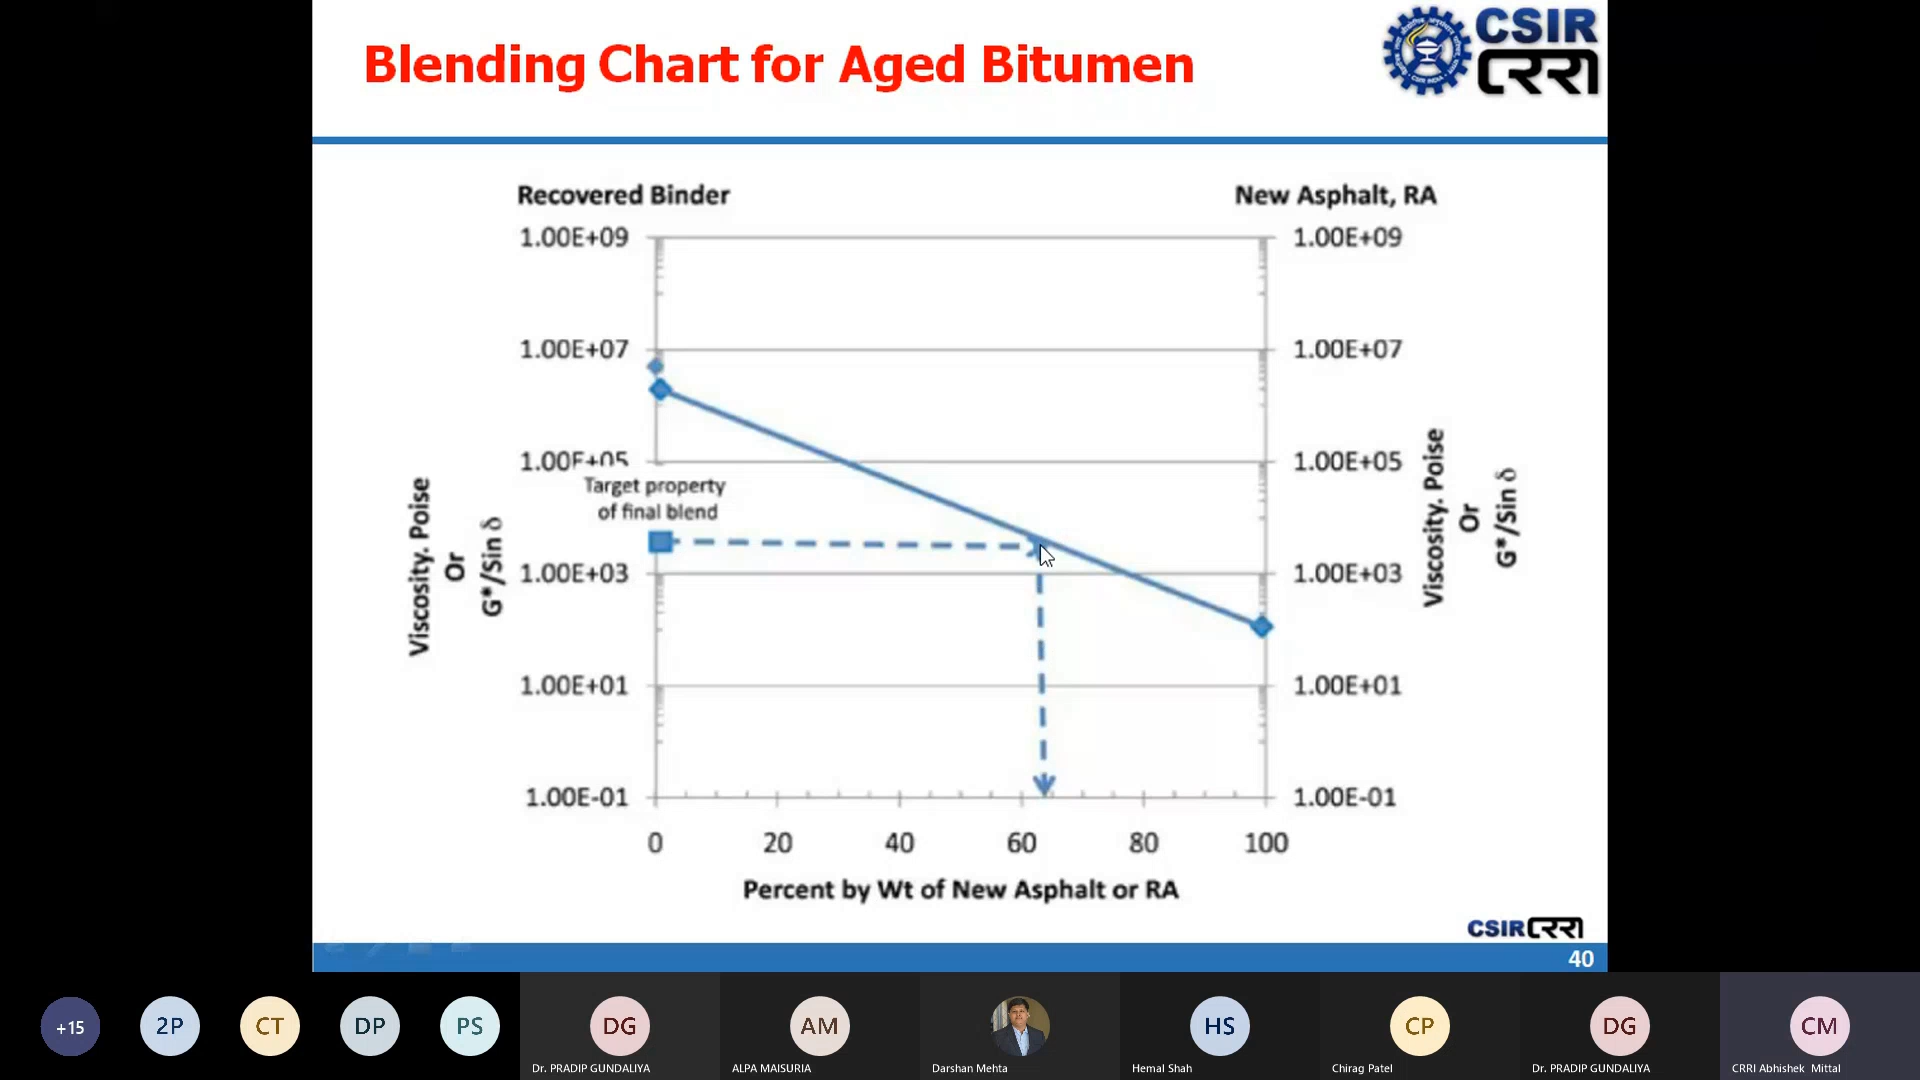 Blending Chart for Aged Bitumen
CSIR
CRRI
Recovered Binder
New Asphalt, RA
1.00E+09
1.00E+09
1.00E+07
1.00E+07
1.00E+05
1.00E+05
Target property
of final blend
1.00E+03
1.00E+03
1.00E+01
1.00E+01
1.00E-01
1.00E-01
Viscosity. Poise
Or
G*/Sin δ
Viscosity. Poise
Or
G*/Sin δ
0 20 40 60 80 100
Percent by Wt of New Asphalt or RA
CSIR CRRI
40
+15 2P CT DP PS DG AM HS CP DG CM
Dr. PRADIP GUNDALIYA ALPA MAISURIA Darshan Mehta Hemal Shah Chirag Patel Dr. PRADIP GUNDALIYA CRRI Abhishek Mittal